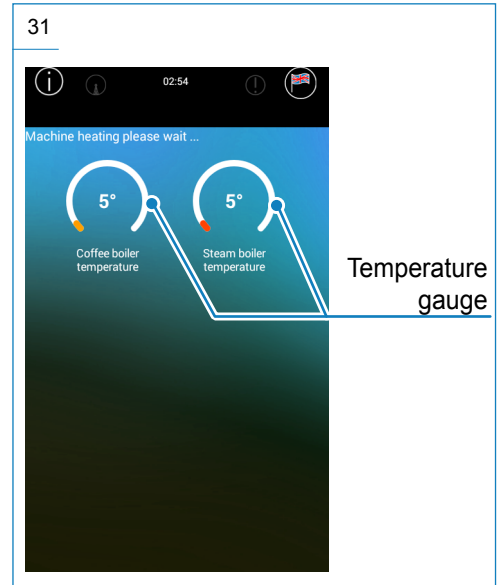 31
02:54
Machine heating please wait ...
5°
5°
Coffee boiler
temperature
Steam boiler
temperature
Temperature
gauge